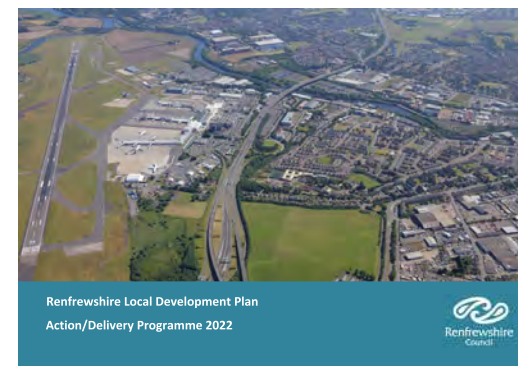 Renfrewshire Local Development Plan
Action/Delivery Programme 2022
Renfrewshire
Council